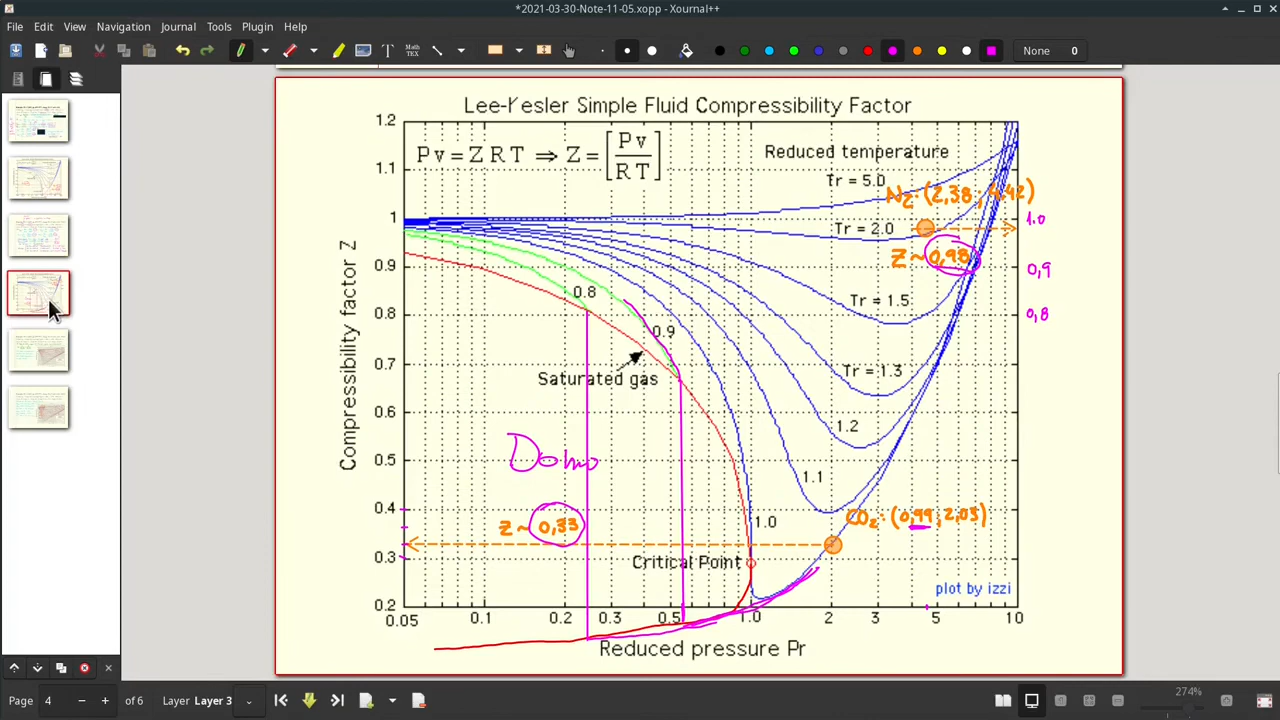 *2021-03-30-Note-11-05.xopp - Xournal++
File Edit View Navigation Journal Tools Plugin Help
MATH
TEX
None 0
Lee-Kesler Simple Fluid Compressibility Factor
Pv = Z R T ⇒ Z = [Pv / RT]
Reduced temperature
Tr = 5.0
N2: (2,38; 4,42)
Tr = 2.0
Z ~ 0,98
Tr = 1.5
Tr = 1.3
1.2
1.1
1.0
0.8
0.9
Saturated gas
Critical Point
Z ~ 0,33
CO2: (0,99; 2,03)
plot by izzi
1.0
0,9
0,8
Compressibility factor Z
1.2
1.1
1
0.9
0.8
0.7
0.6
0.5
0.4
0.3
0.2
0.05 0.1 0.2 0.3 0.5 1.0 2 3 5 10
Reduced pressure Pr
Page 4 of 6 Layer Layer 3
274%